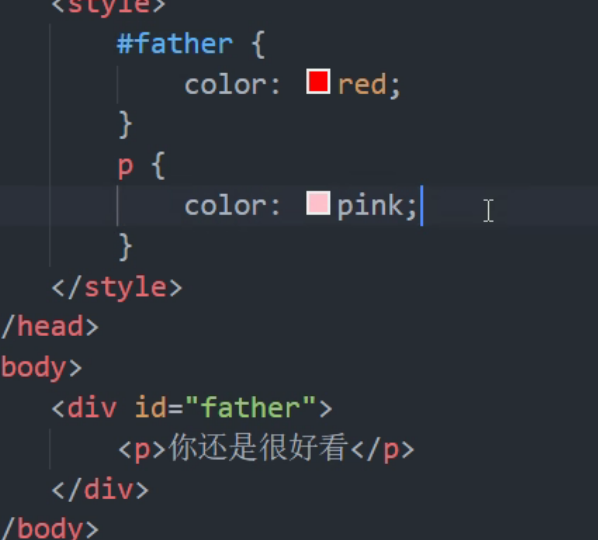 <style>
#father {
color: red;
}
p {
color: pink;
}
</style>
/head>
body>
<div id="father">
<p>你还是很好看</p>
</div>
/body>